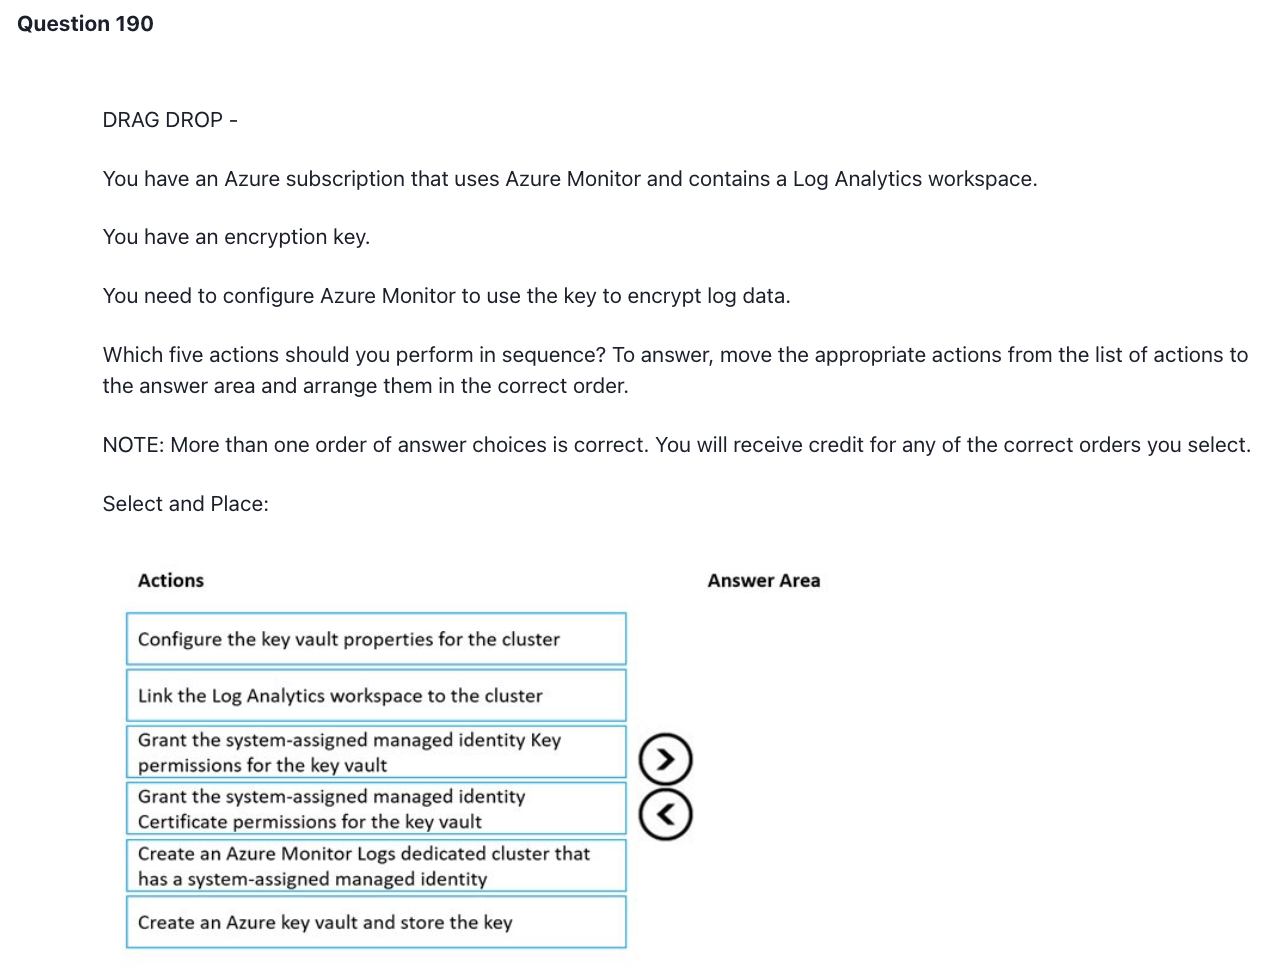 Question 190
DRAG DROP -
You have an Azure subscription that uses Azure Monitor and contains a Log Analytics workspace.
You have an encryption key.
You need to configure Azure Monitor to use the key to encrypt log data.
Which five actions should you perform in sequence? To answer, move the appropriate actions from the list of actions to
the answer area and arrange them in the correct order.
NOTE: More than one order of answer choices is correct. You will receive credit for any of the correct orders you select.
Select and Place:
Actions
Answer Area
Configure the key vault properties for the cluster
Link the Log Analytics workspace to the cluster
Grant the system-assigned managed identity Key
permissions for the key vault
Grant the system-assigned managed identity
Certificate permissions for the key vault
Create an Azure Monitor Logs dedicated cluster that
has a system-assigned managed identity
Create an Azure key vault and store the key